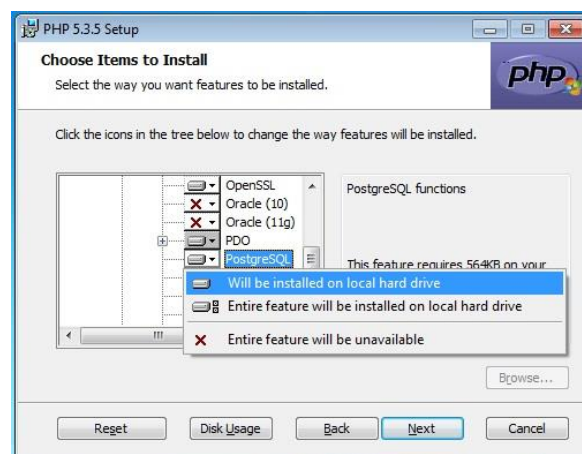 PHP 5.3.5 Setup
Choose Items to Install
Select the way you want features to be installed.
php
Click the icons in the tree below to change the way features will be installed.
OpenSSL
Oracle (10)
Oracle (11g)
PDO
PostgreSQL
PostgreSQL functions
This feature requires 564KB on your
Will be installed on local hard drive
Entire feature will be installed on local hard drive
Entire feature will be unavailable
Browse...
Reset
Disk Usage
Back
Next
Cancel